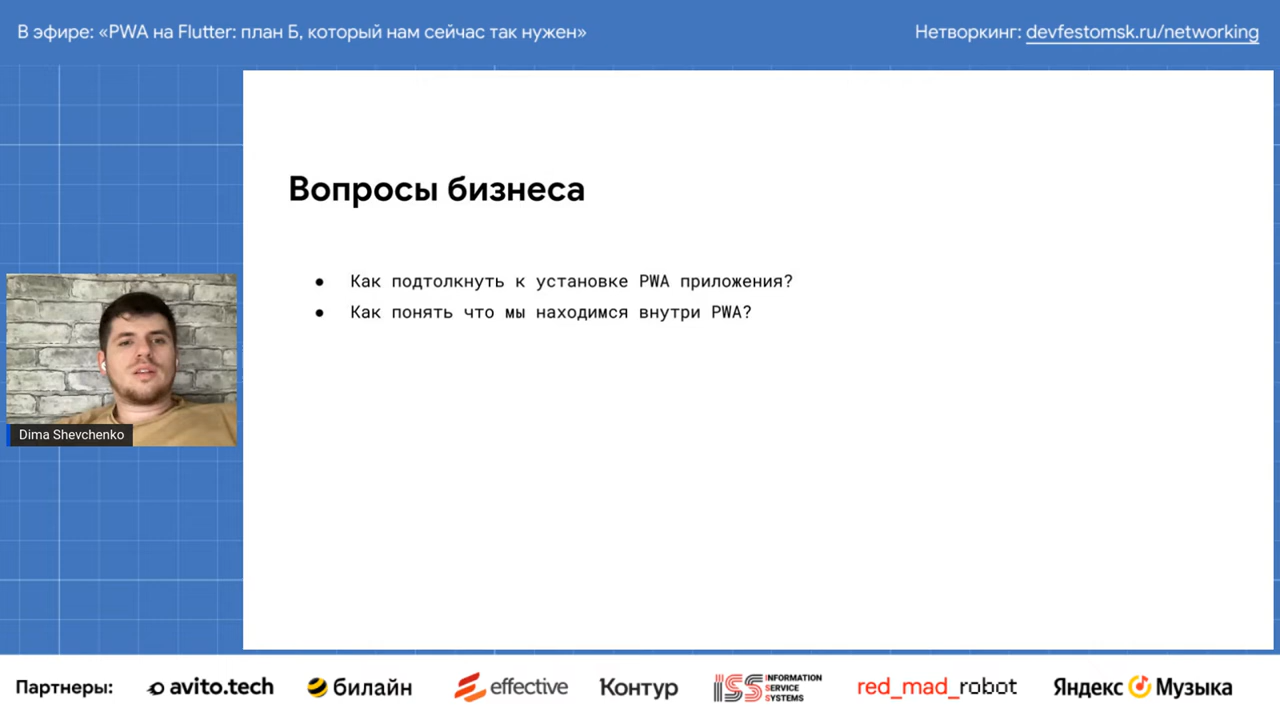 В эфире: «PWA на Flutter: план Б, который нам сейчас так нужен»
Нетворкинг: devfestomsk.ru/networking
Вопросы бизнеса
● Как подтолкнуть к установке PWA приложения?
● Как понять что мы находимся внутри PWA?
Dima Shevchenko
Партнеры: avito.tech билайн effective Контур ISS INFORMATION SERVICE SYSTEMS red_mad_robot Яндекс Музыка